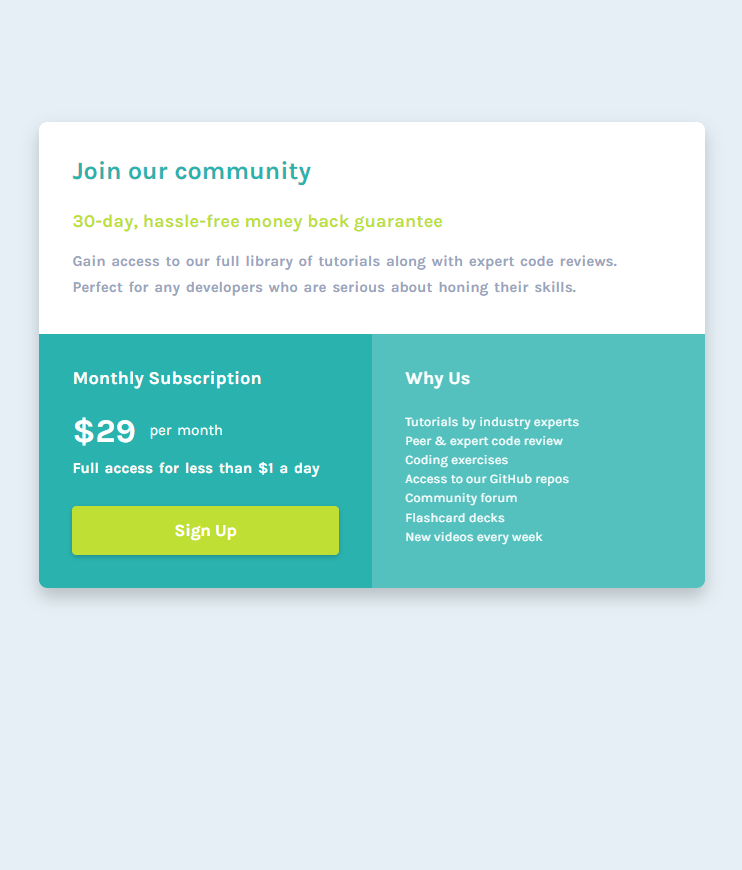 Join our community
30-day, hassle-free money back guarantee
Gain access to our full library of tutorials along with expert code reviews.
Perfect for any developers who are serious about honing their skills.
Monthly Subscription
$29 per month
Full access for less than $1 a day
Sign Up
Why Us
Tutorials by industry experts
Peer & expert code review
Coding exercises
Access to our GitHub repos
Community forum
Flashcard decks
New videos every week